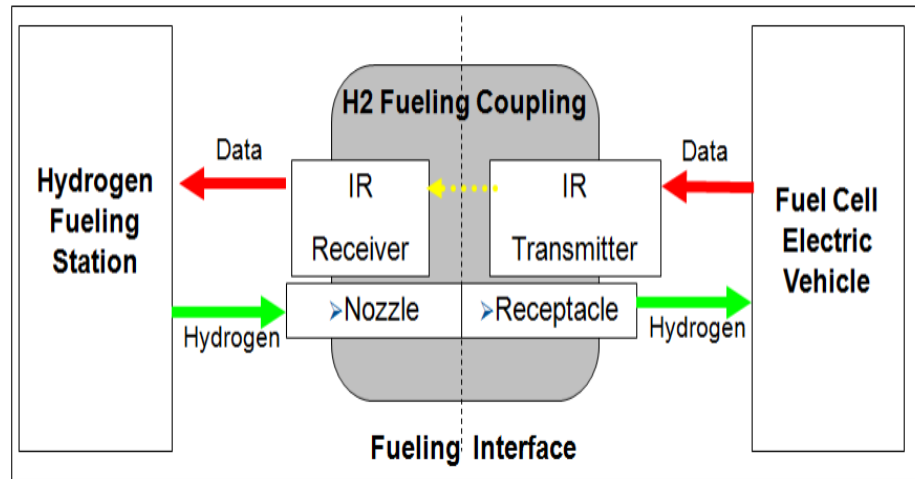 H2 Fueling Coupling
Hydrogen
Fueling
Station
Data
IR
Receiver
IR
Transmitter
Data
Fuel Cell
Electric
Vehicle
Hydrogen
➢Nozzle
➢Receptacle
Hydrogen
Fueling Interface